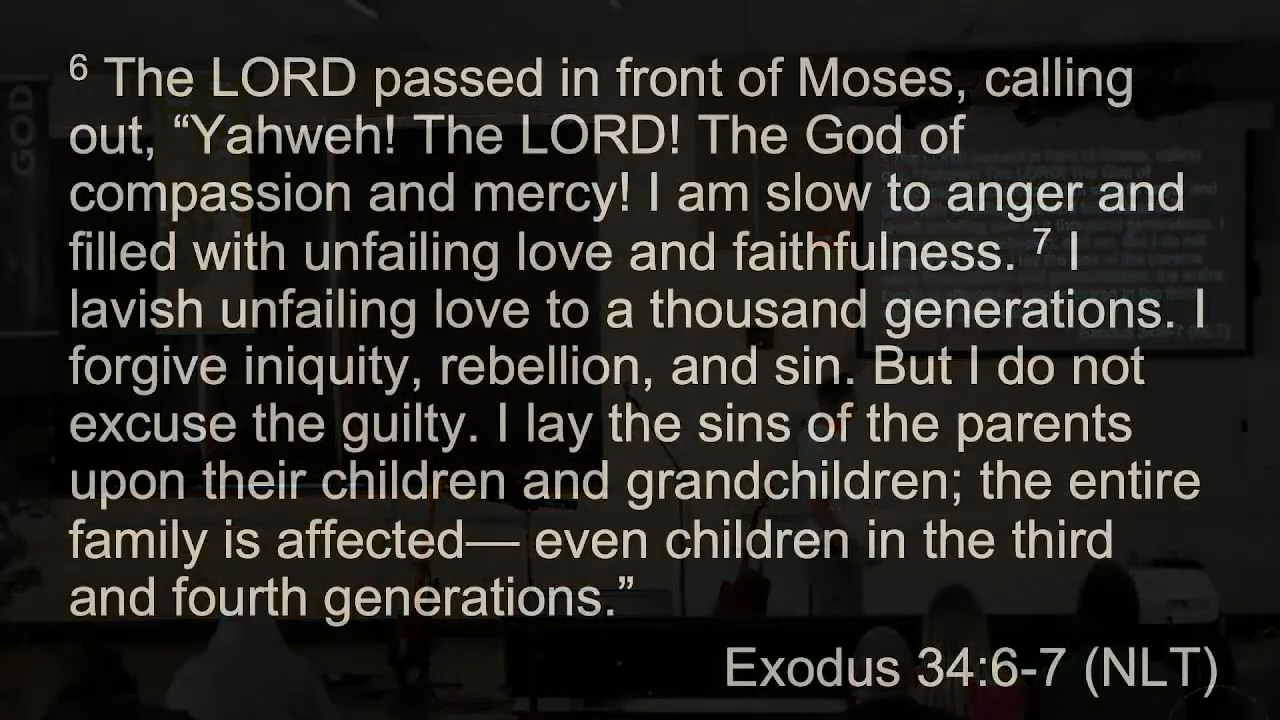 ⁶ The LORD passed in front of Moses, calling
out, “Yahweh! The LORD! The God of
compassion and mercy! I am slow to anger and
filled with unfailing love and faithfulness. ⁷ I
lavish unfailing love to a thousand generations. I
forgive iniquity, rebellion, and sin. But I do not
excuse the guilty. I lay the sins of the parents
upon their children and grandchildren; the entire
family is affected— even children in the third
and fourth generations.”
Exodus 34:6-7 (NLT)
GOD